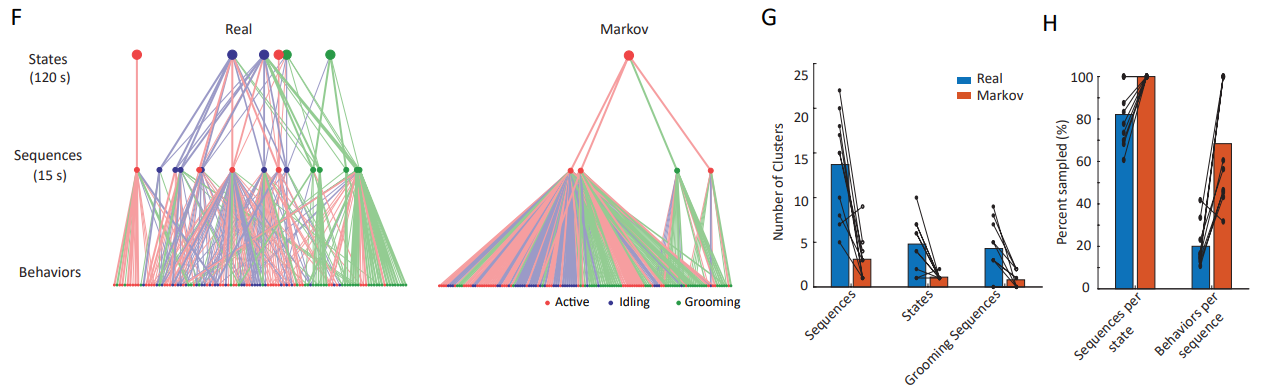 F
Real
Markov
States
(120 s)
Sequences
(15 s)
Behaviors
Active
Idling
Grooming
G
Number of Clusters
25
20
15
10
5
0
Real
Markov
Sequences
States
Grooming Sequences
H
Percent sampled (%)
100
80
60
40
20
0
Sequences per
state
Behaviors per
sequence